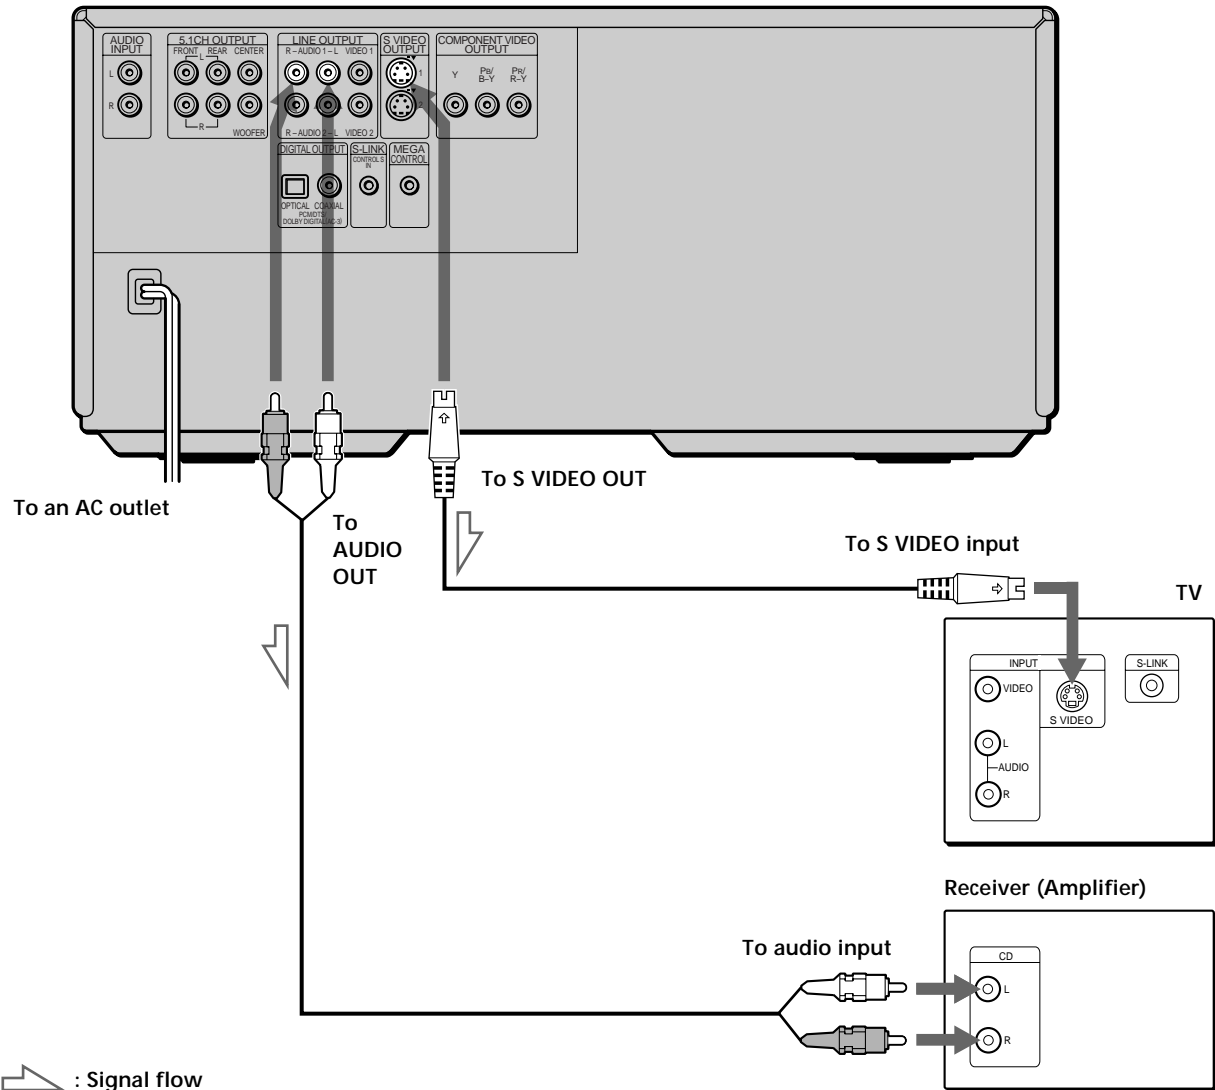 AUDIO INPUT
L
R
5.1CH OUTPUT
FRONT REAR CENTER
L
R
WOOFER
LINE OUTPUT
R – AUDIO 1 – L VIDEO 1
R – AUDIO 2 – L VIDEO 2
S VIDEO OUTPUT
1
2
COMPONENT VIDEO OUTPUT
Y
PB/ B–Y
PR/ R–Y
DIGITAL OUTPUT
OPTICAL COAXIAL
PCM/DTS/
DOLBY DIGITAL(AC-3)
S-LINK
CONTROL S
IN
MEGA CONTROL
To an AC outlet
To
AUDIO
OUT
To S VIDEO OUT
To S VIDEO input
TV
INPUT
VIDEO
S VIDEO
L
AUDIO
R
S-LINK
Receiver (Amplifier)
To audio input
CD
L
R
: Signal flow